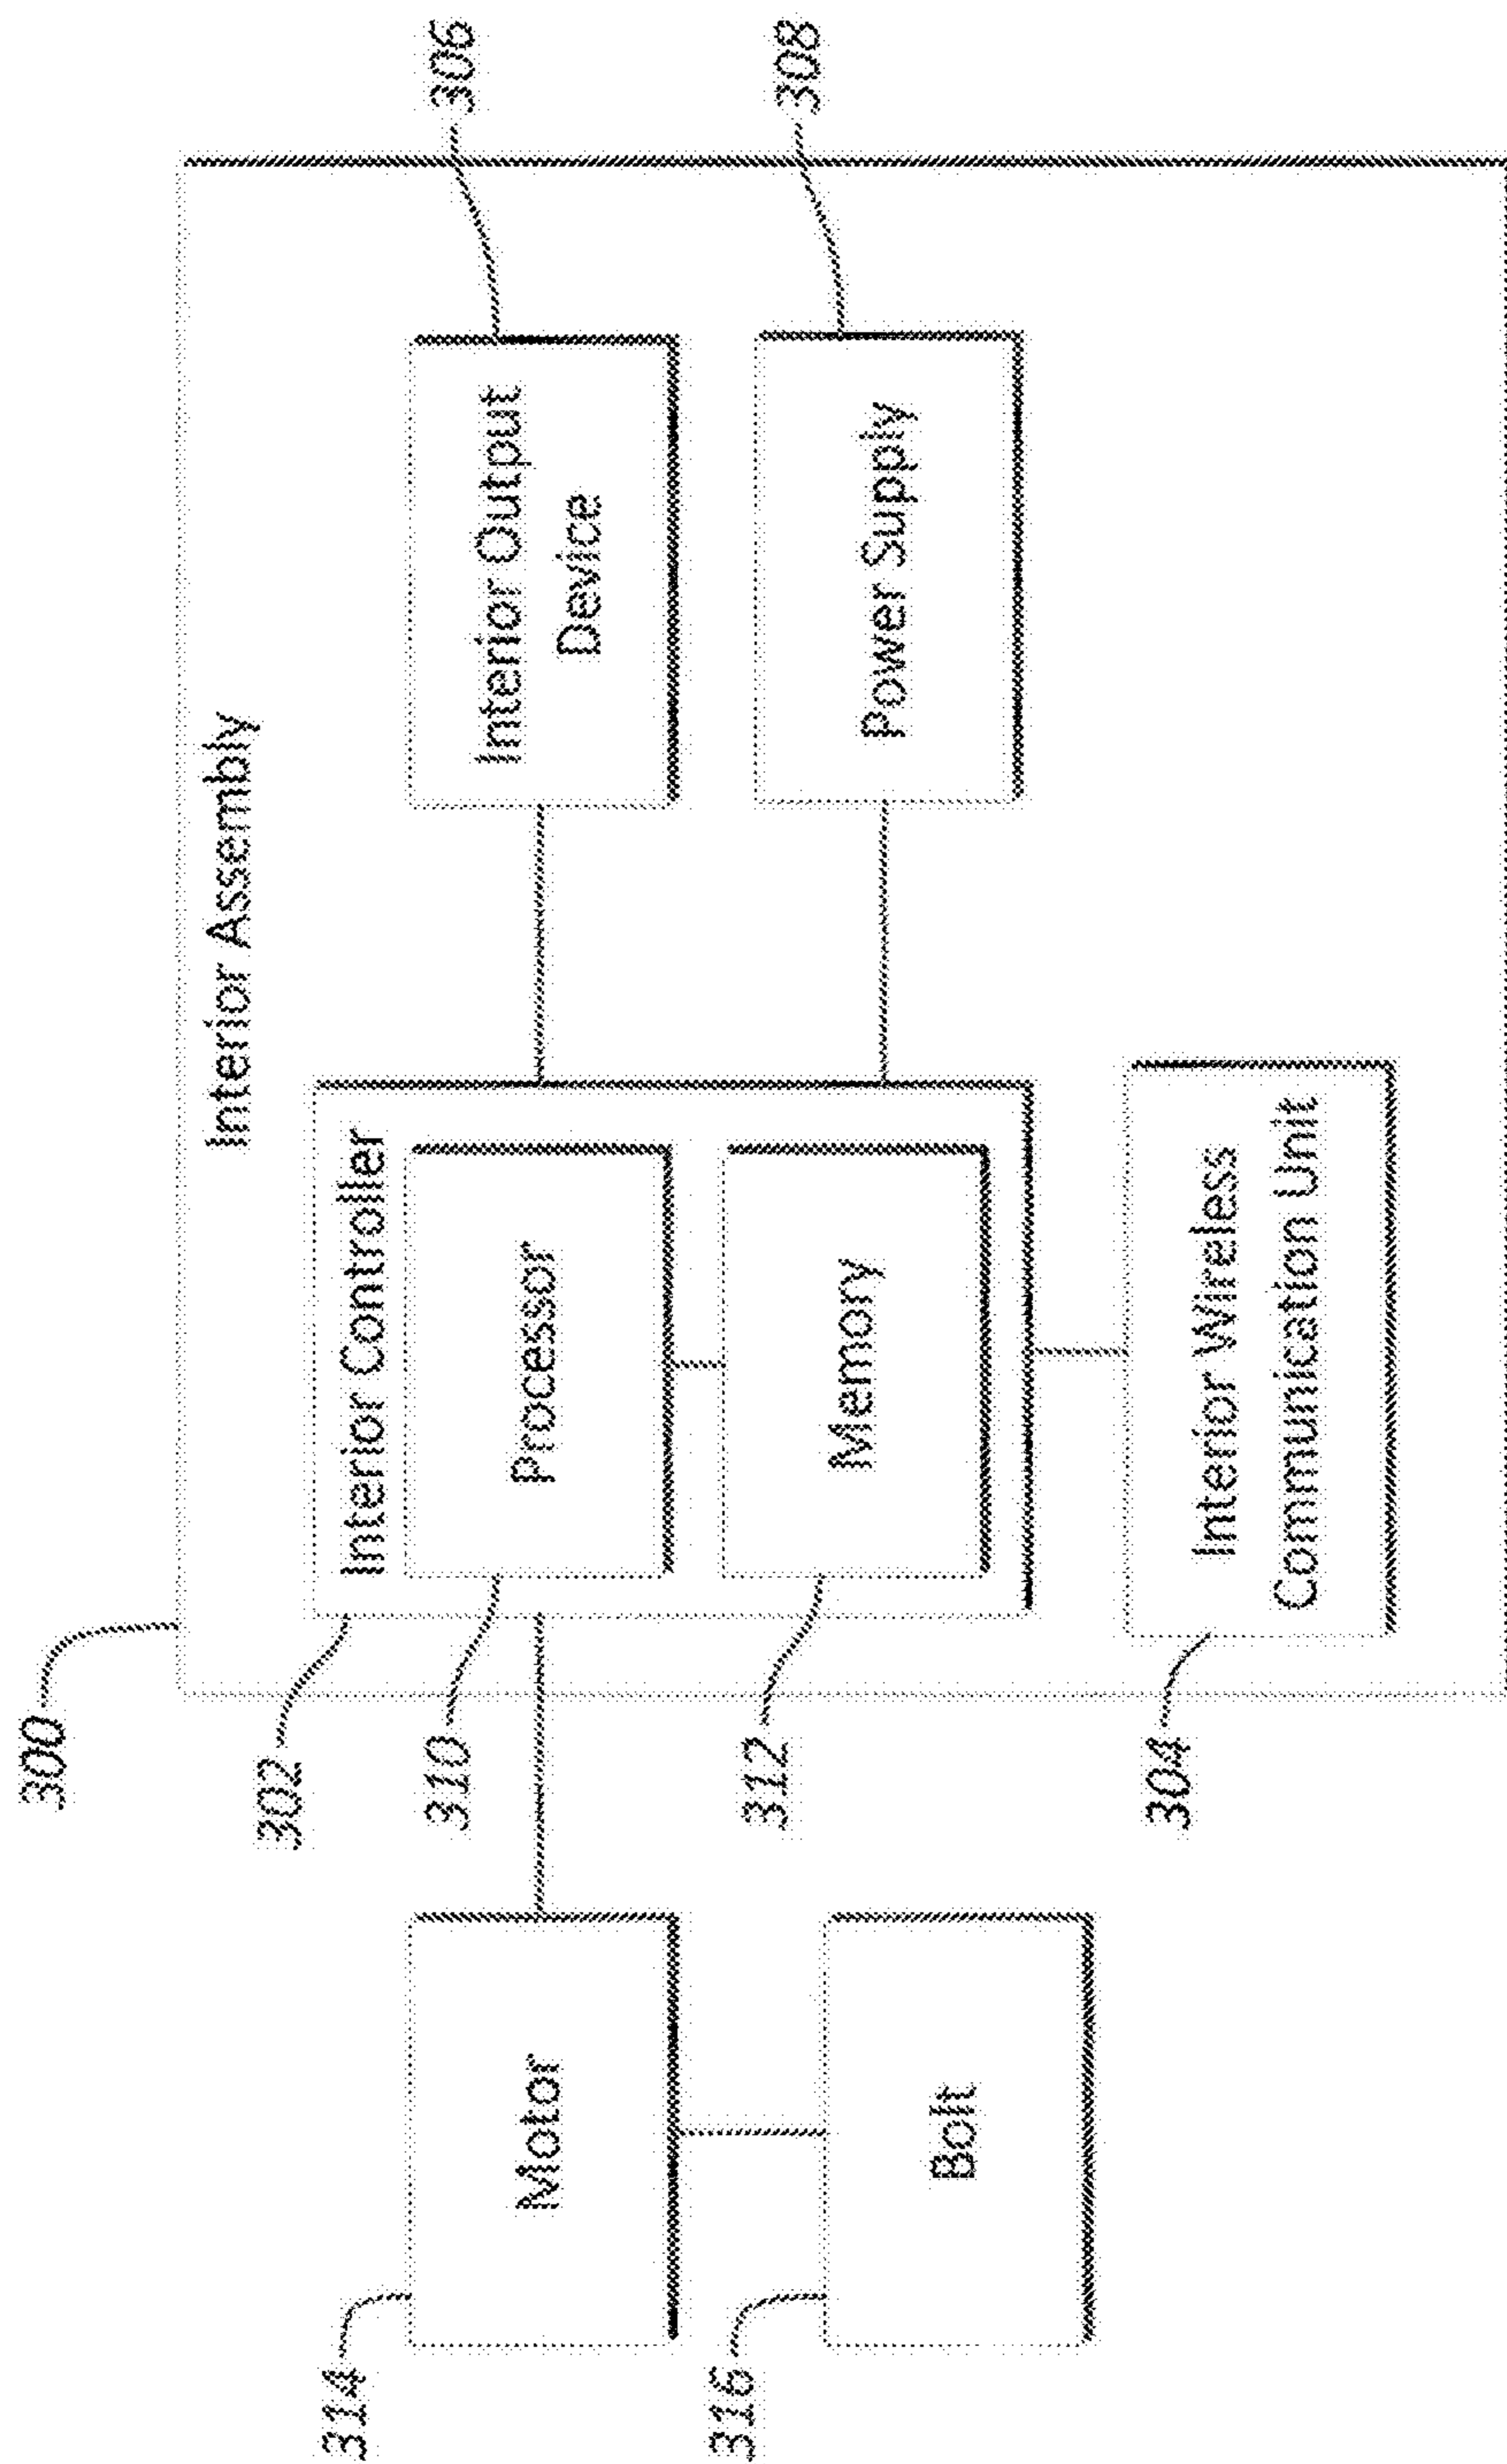 300
Interior Assembly
302
Interior Controller
310
Processor
312
Memory
304
Interior Wireless
Communication Unit
306
Interior Output
Device
308
Power Supply
314
Motor
316
Bolt